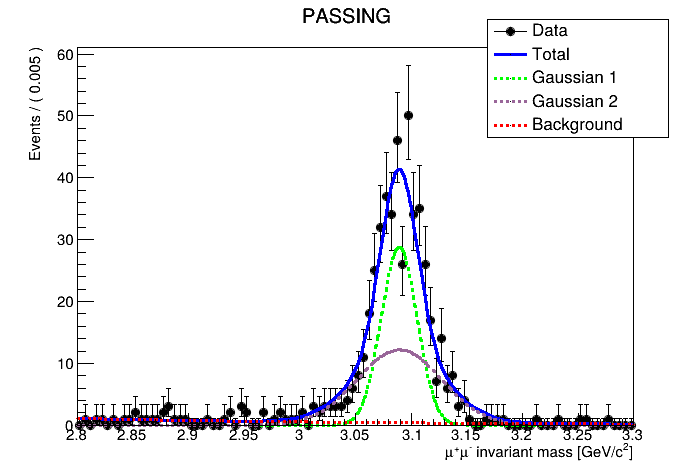 PASSING
Data
Total
Gaussian 1
Gaussian 2
Background
Events / ( 0.005 )
60
50
40
30
20
10
0
2.8 2.85 2.9 2.95 3 3.05 3.1 3.15 3.2 3.25 3.3
μ⁺μ⁻ invariant mass [GeV/c²]